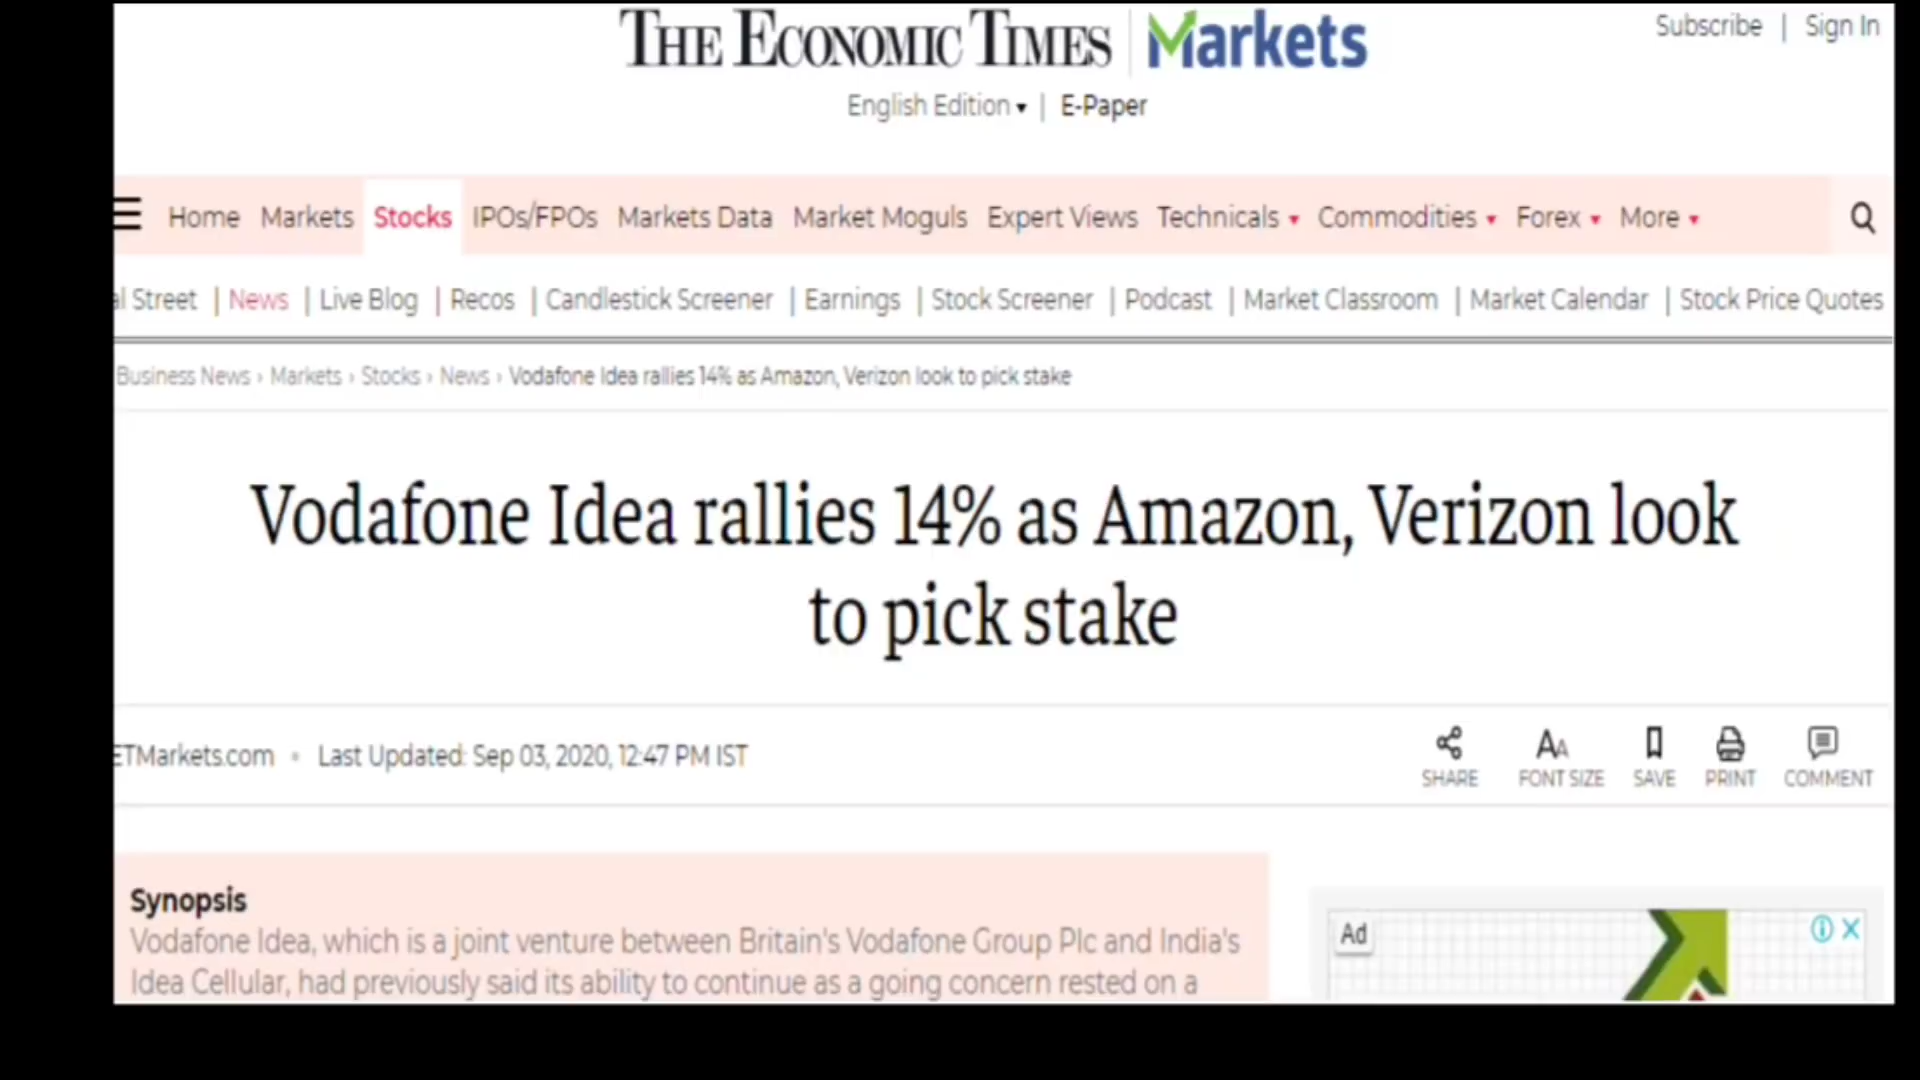 THE ECONOMIC TIMES | Markets
Subscribe | Sign In
English Edition ▾ | E-Paper
Home Markets Stocks IPOs/FPOs Markets Data Market Moguls Expert Views Technicals ▾ Commodities ▾ Forex ▾ More ▾
al Street | News | Live Blog | Recos | Candlestick Screener | Earnings | Stock Screener | Podcast | Market Classroom | Market Calendar | Stock Price Quotes
Business News › Markets › Stocks › News › Vodafone Idea rallies 14% as Amazon, Verizon look to pick stake
Vodafone Idea rallies 14% as Amazon, Verizon look
to pick stake
ETMarkets.com • Last Updated: Sep 03, 2020, 12:47 PM IST
SHARE FONT SIZE SAVE PRINT COMMENT
Synopsis
Vodafone Idea, which is a joint venture between Britain's Vodafone Group Plc and India's
Idea Cellular, had previously said its ability to continue as a going concern rested on a
Ad